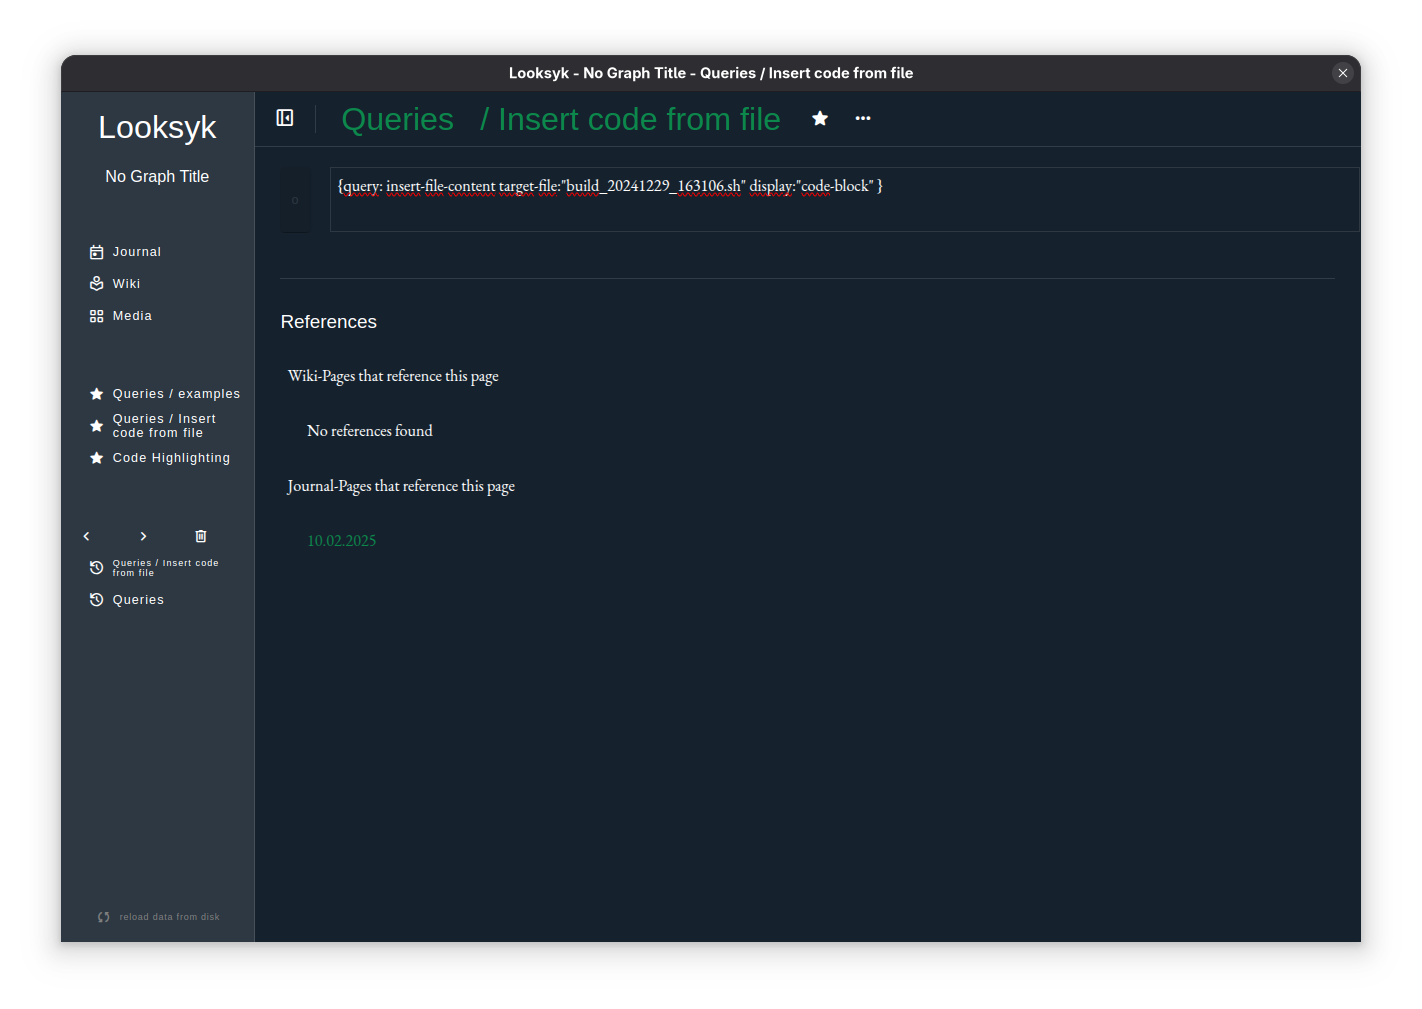 Looksyk - No Graph Title - Queries / Insert code from file
Looksyk
No Graph Title
Journal
Wiki
Media
Queries / examples
Queries / Insert
code from file
Code Highlighting
Queries / Insert code
from file
Queries
reload data from disk
Queries / Insert code from file
{query: insert-file-content target-file:"build_20241229_163106.sh" display:"code-block" }
References
Wiki-Pages that reference this page
No references found
Journal-Pages that reference this page
10.02.2025